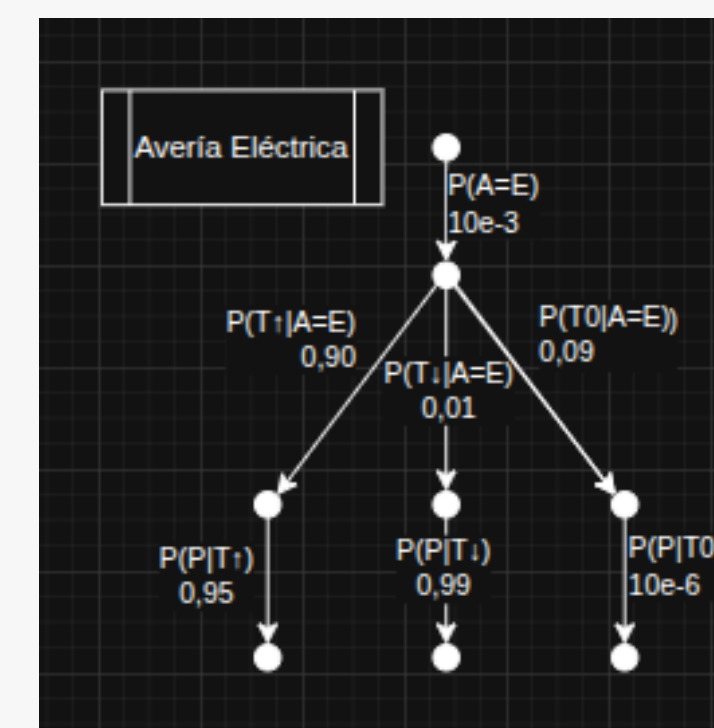 Avería Eléctrica
P(A=E)
10e-3
P(T↑|A=E)
0,90
P(T↓|A=E)
0,01
P(T0|A=E))
0,09
P(P|T↑)
0,95
P(P|T↓)
0,99
P(P|T0
10e-6